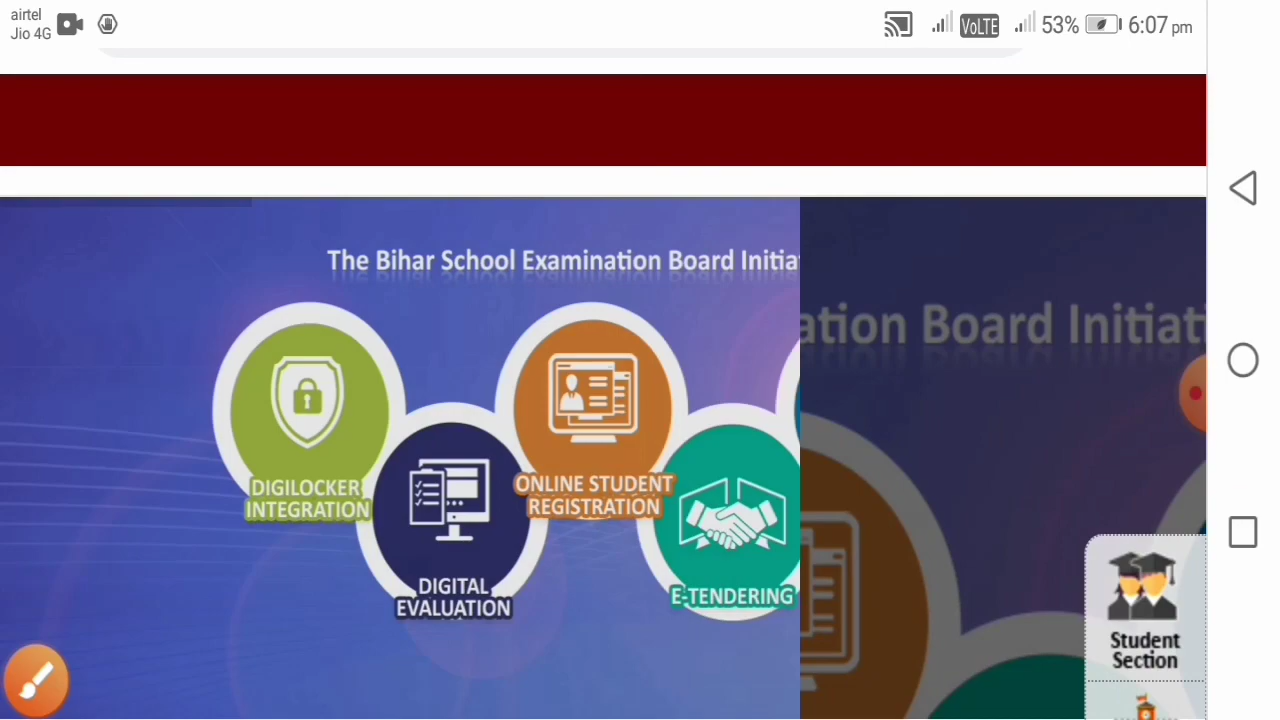 airtel
Jio 4G
VoLTE
53%
6:07 pm
The Bihar School Examination Board Initia
ation Board Initiat
DIGILOCKER
INTEGRATION
DIGITAL
EVALUATION
ONLINE STUDENT
REGISTRATION
E-TENDERING
Student
Section